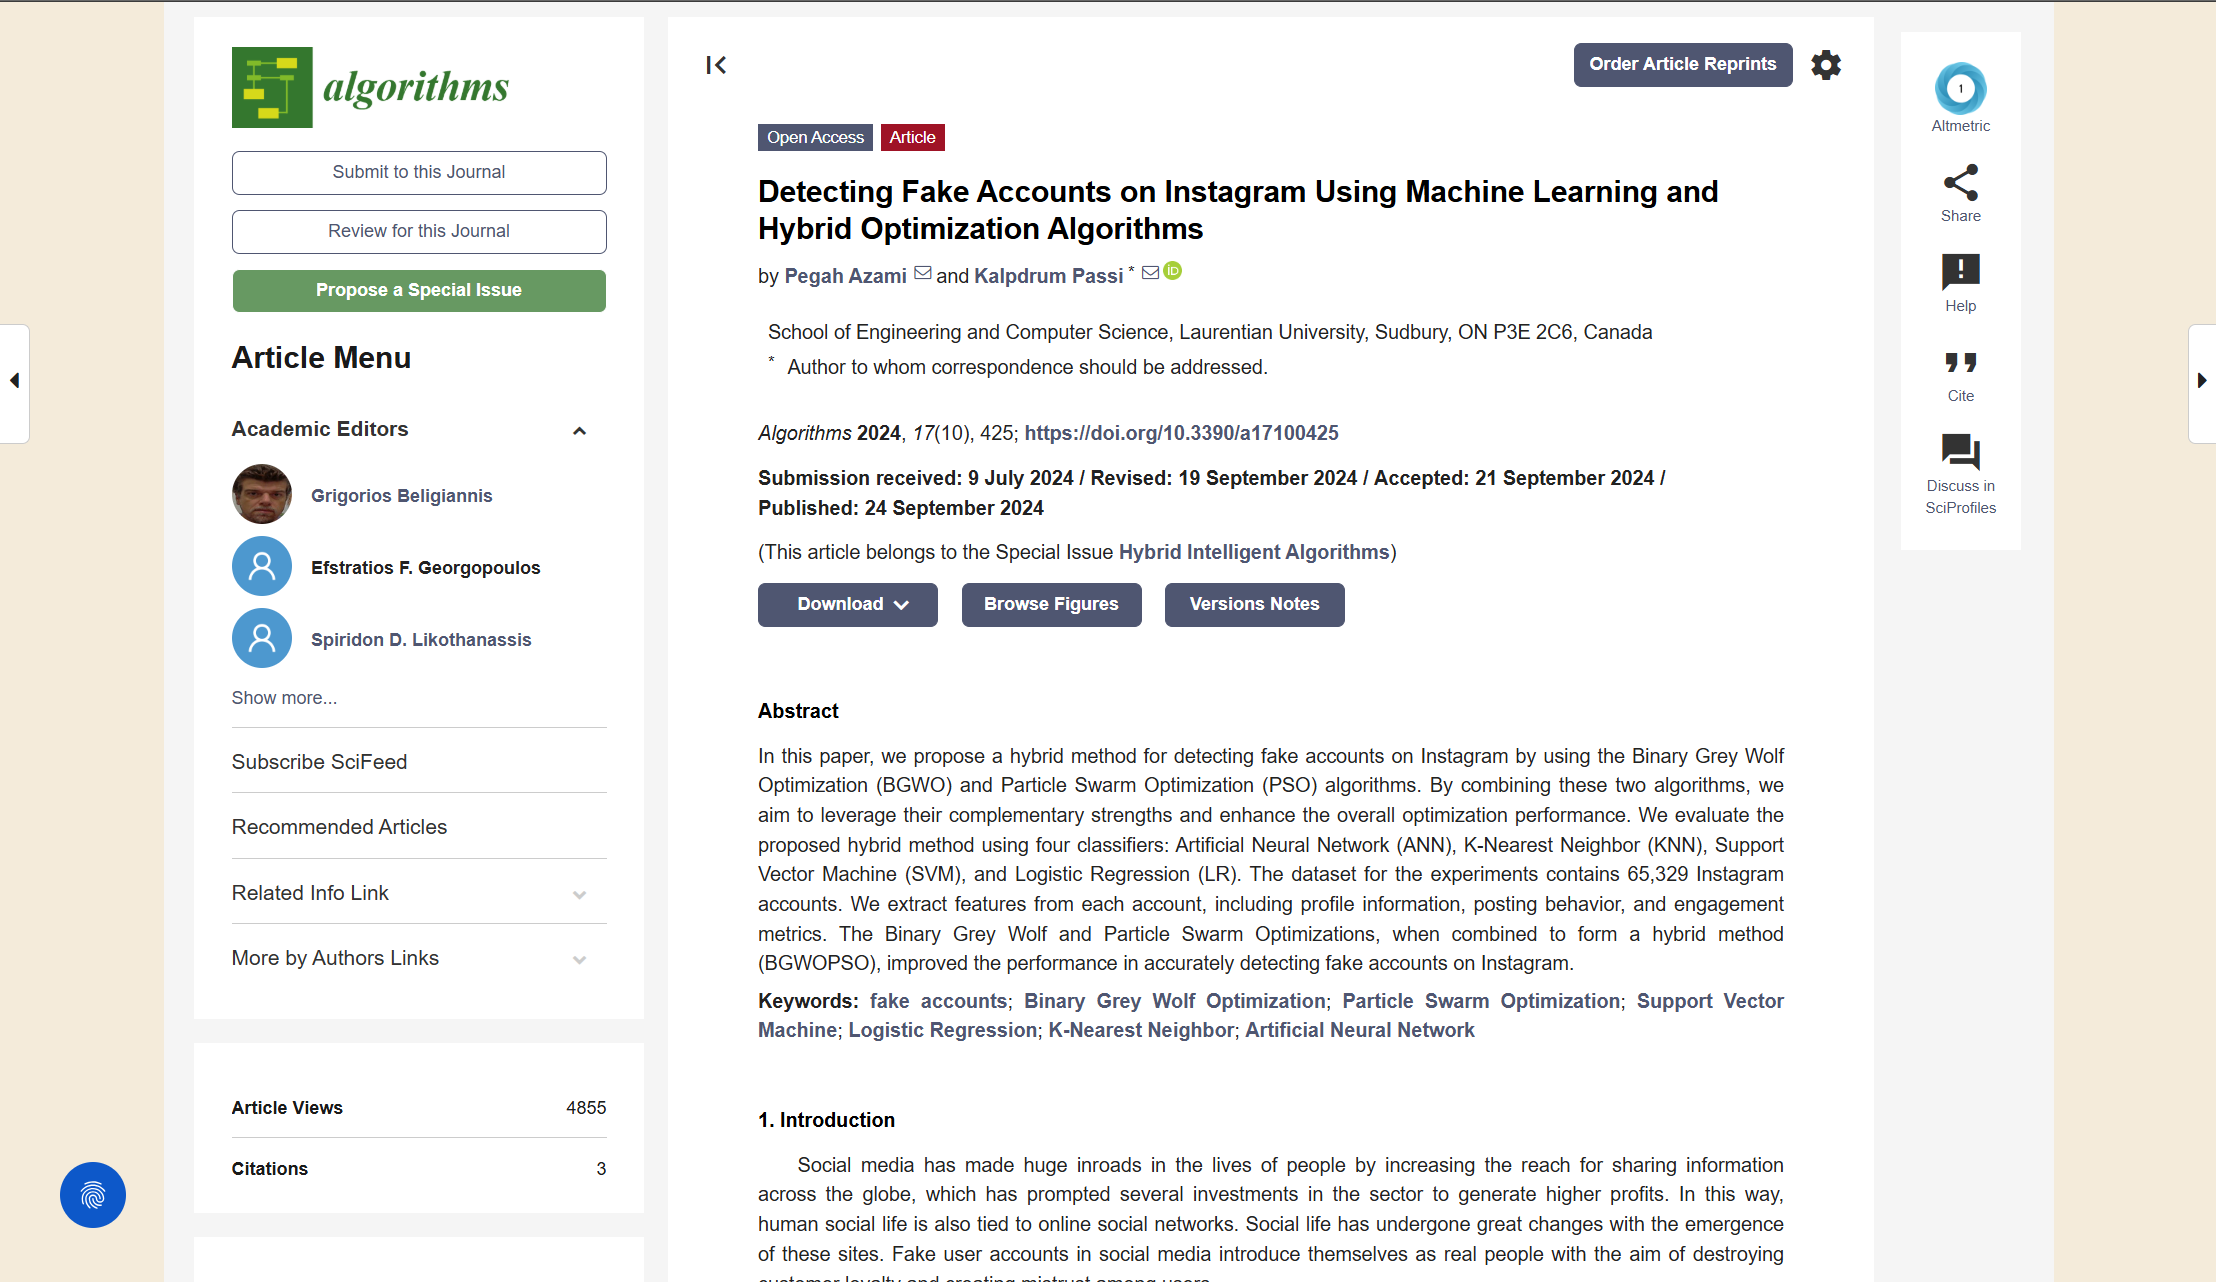 algorithms
Submit to this Journal
Review for this Journal
Propose a Special Issue
Article Menu
Academic Editors
Grigorios Beligiannis
Efstratios F. Georgopoulos
Spiridon D. Likothanassis
Show more...
Subscribe SciFeed
Recommended Articles
Related Info Link
More by Authors Links
Article Views 4855
Citations 3
Order Article Reprints
Open Access Article
Detecting Fake Accounts on Instagram Using Machine Learning and
Hybrid Optimization Algorithms
by Pegah Azami and Kalpdrum Passi * iD
School of Engineering and Computer Science, Laurentian University, Sudbury, ON P3E 2C6, Canada
* Author to whom correspondence should be addressed.
Algorithms 2024, 17(10), 425; https://doi.org/10.3390/a17100425
Submission received: 9 July 2024 / Revised: 19 September 2024 / Accepted: 21 September 2024 /
Published: 24 September 2024
(This article belongs to the Special Issue Hybrid Intelligent Algorithms)
Download
Browse Figures
Versions Notes
Abstract
In this paper, we propose a hybrid method for detecting fake accounts on Instagram by using the Binary Grey Wolf
Optimization (BGWO) and Particle Swarm Optimization (PSO) algorithms. By combining these two algorithms, we
aim to leverage their complementary strengths and enhance the overall optimization performance. We evaluate the
proposed hybrid method using four classifiers: Artificial Neural Network (ANN), K-Nearest Neighbor (KNN), Support
Vector Machine (SVM), and Logistic Regression (LR). The dataset for the experiments contains 65,329 Instagram
accounts. We extract features from each account, including profile information, posting behavior, and engagement
metrics. The Binary Grey Wolf and Particle Swarm Optimizations, when combined to form a hybrid method
(BGWOPSO), improved the performance in accurately detecting fake accounts on Instagram.
Keywords: fake accounts; Binary Grey Wolf Optimization; Particle Swarm Optimization; Support Vector
Machine; Logistic Regression; K-Nearest Neighbor; Artificial Neural Network
1. Introduction
Social media has made huge inroads in the lives of people by increasing the reach for sharing information
across the globe, which has prompted several investments in the sector to generate higher profits. In this way,
human social life is also tied to online social networks. Social life has undergone great changes with the emergence
of these sites. Fake user accounts in social media introduce themselves as real people with the aim of destroying
customer loyalty and creating mistrust among users.
1
Altmetric
Share
Help
Cite
Discuss in
SciProfiles